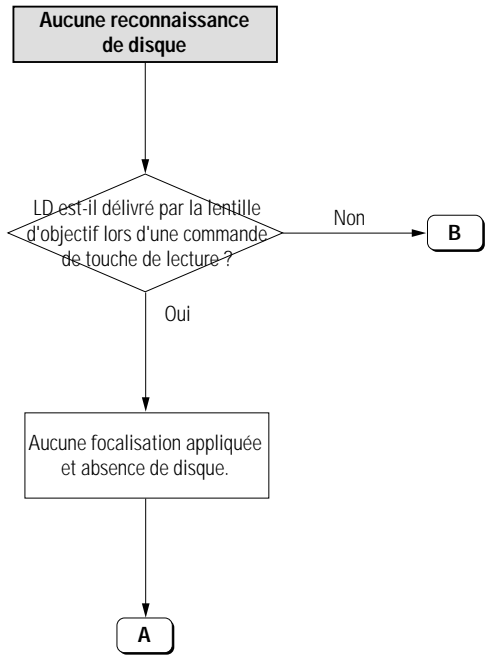 Aucune reconnaissance
de disque
LD est-il délivré par la lentille
d'objectif lors d'une commande
de touche de lecture ?
Non
B
Oui
Aucune focalisation appliquée
et absence de disque.
A